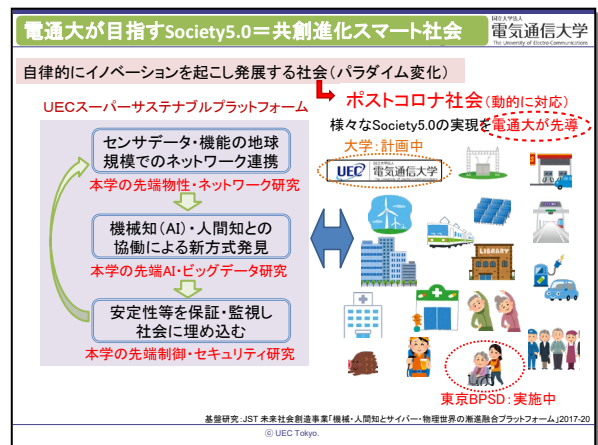 電通大が目指すSociety5.0＝共創進化スマート社会
国立大学法人
電気通信大学
The University of Electro-Communications
自律的にイノベーションを起こし発展する社会（パラダイム変化）
ポストコロナ社会（動的に対応）
様々なSociety5.0の実現を電通大が先導
UECスーパーサステナブルプラットフォーム
センサデータ・機能の地球
規模でのネットワーク連携
本学の先端物性・ネットワーク研究
機械知（AI）・人間知との
協働による新方式発見
本学の先端AI・ビッグデータ研究
安定性等を保証・監視し
社会に埋め込む
本学の先端制御・セキュリティ研究
大学：計画中
UEC
国立大学法人
電気通信大学
LIBRARY
東京BPSD：実施中
基盤研究：JST 未来社会創造事業「機械・人間知とサイバー・物理世界の漸進融合プラットフォーム」2017-20
© UEC Tokyo.